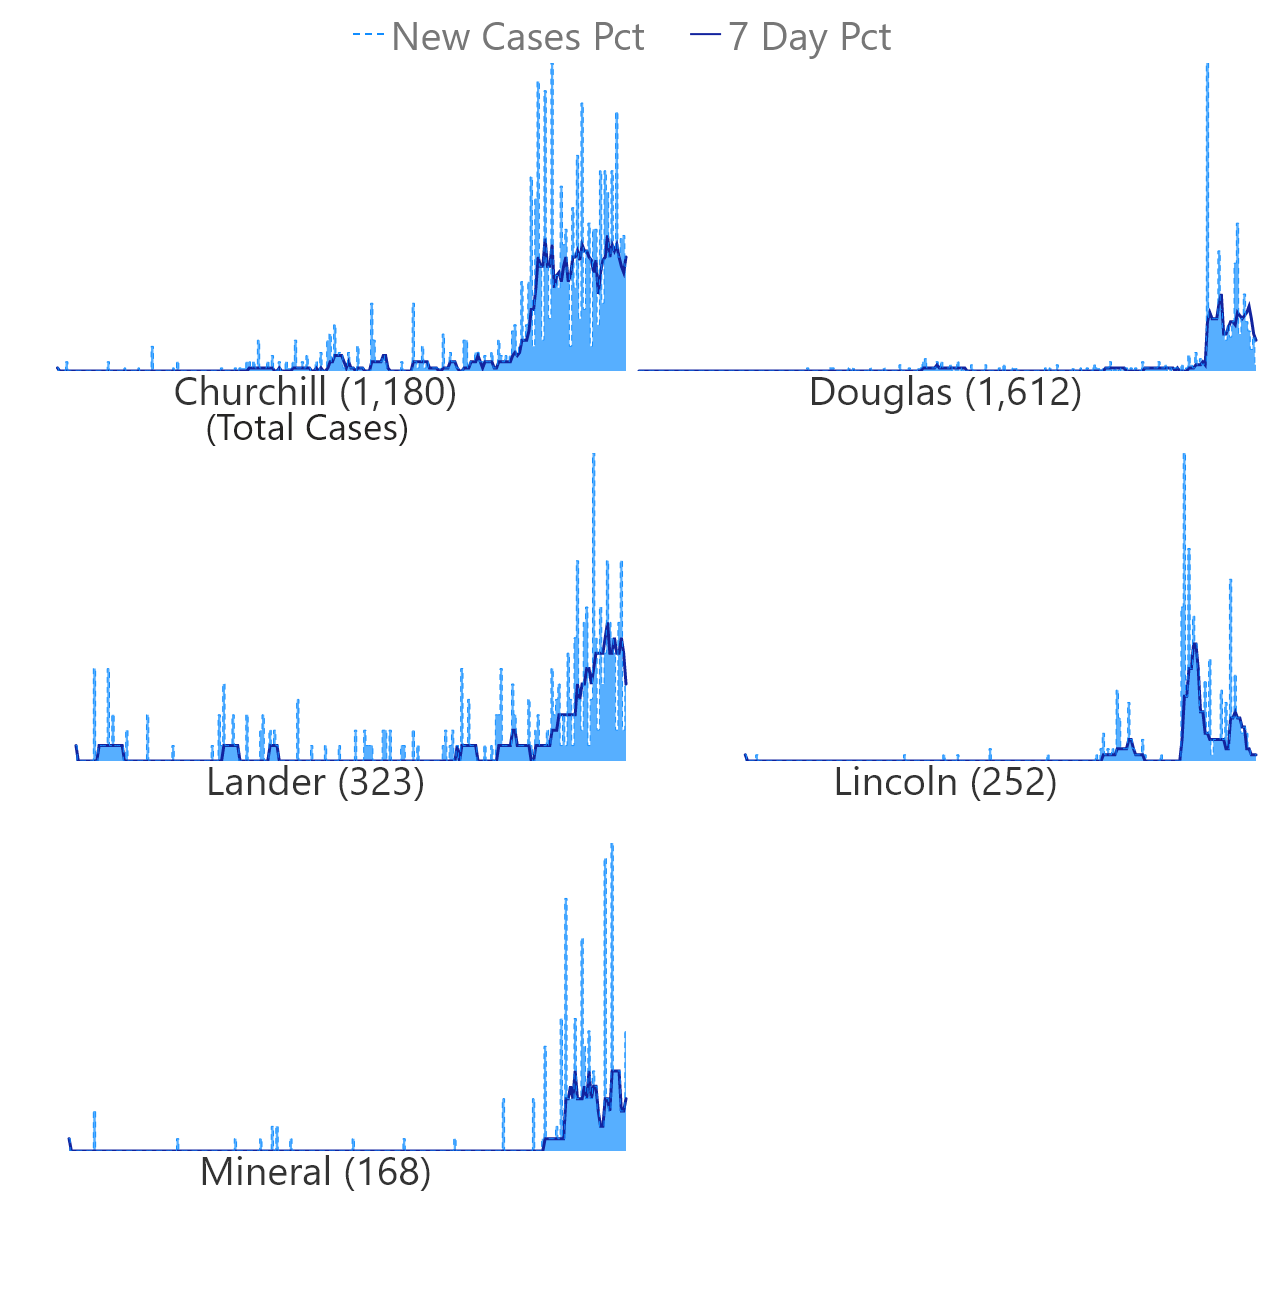 New Cases Pct 7 Day Pct
Churchill (1,180) Douglas (1,612)
(Total Cases)
Lander (323) Lincoln (252)
Mineral (168)